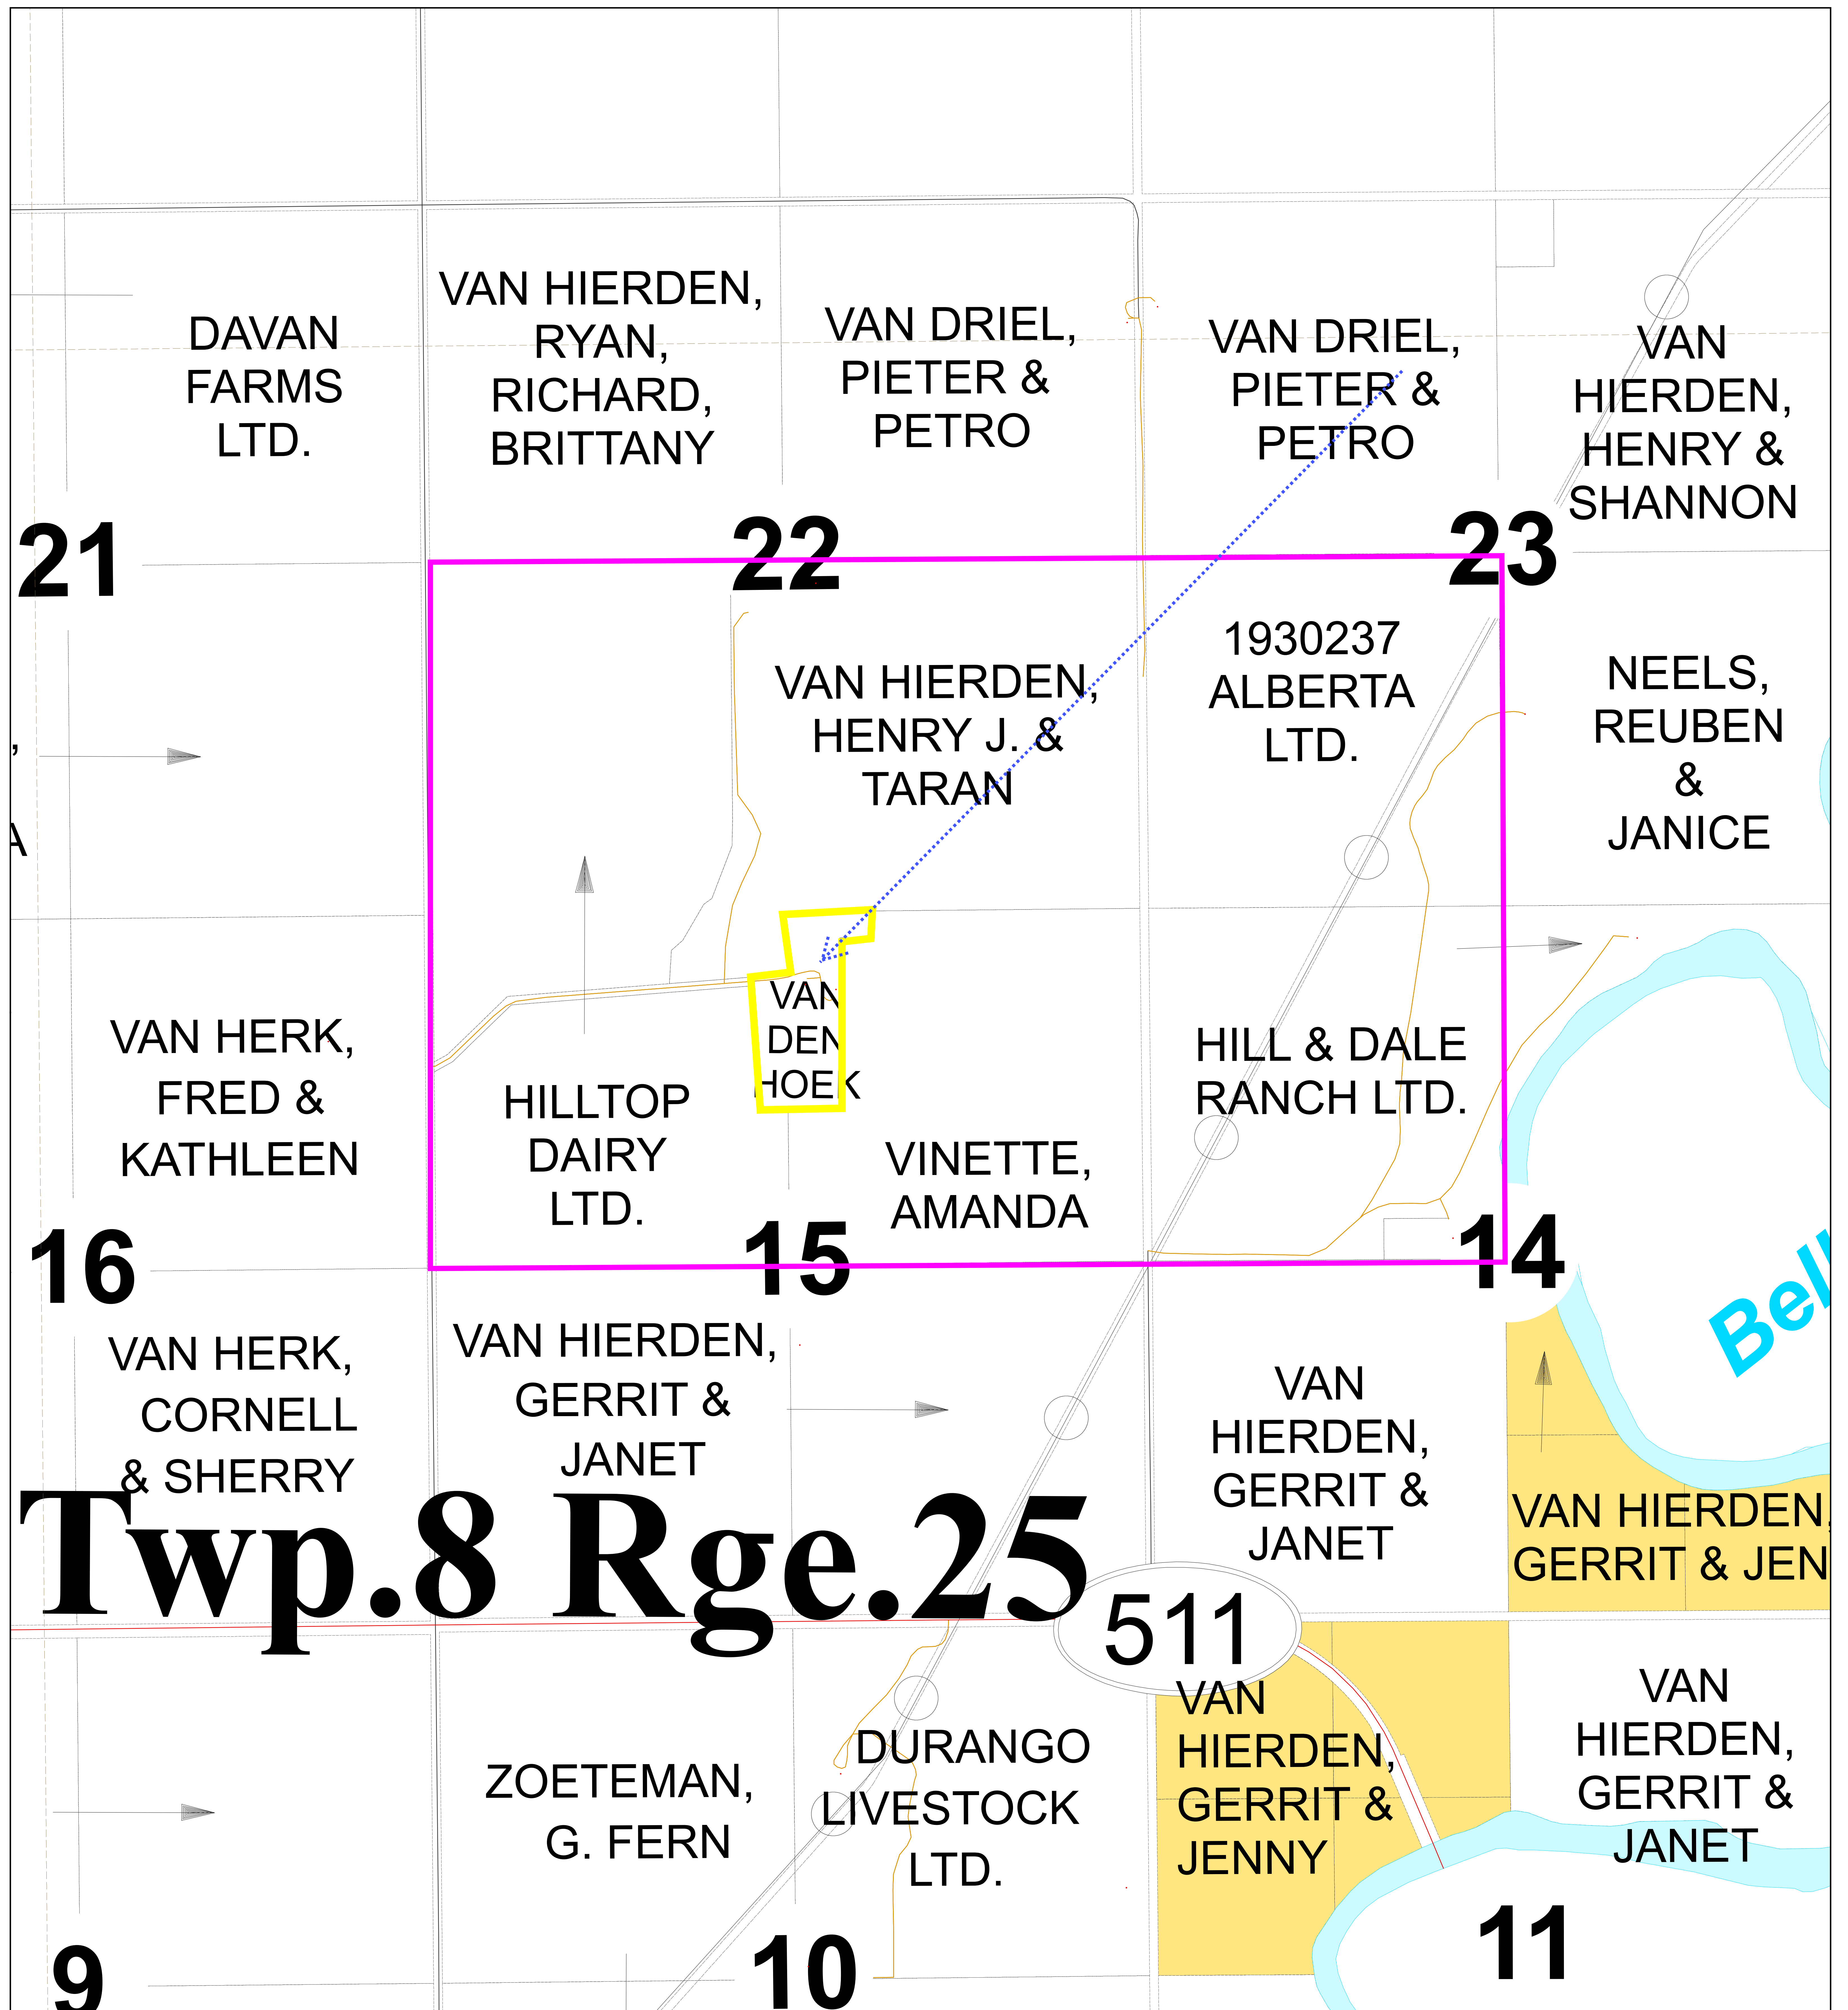 DAVAN
FARMS
LTD.
VAN HIERDEN,
RYAN,
RICHARD,
BRITTANY
VAN DRIEL,
PIETER &
PETRO
VAN DRIEL,
PIETER &
PETRO
VAN
HIERDEN,
HENRY &
SHANNON
21
22
23
,
A
VAN HIERDEN,
HENRY J. &
TARAN
1930237
ALBERTA
LTD.
NEELS,
REUBEN
&
JANICE
VAN HERK,
FRED &
KATHLEEN
HILLTOP
DAIRY
LTD.
VAN
DEN
HOEK
VINETTE,
AMANDA
HILL & DALE
RANCH LTD.
16
15
14
Bell
VAN HERK,
CORNELL
& SHERRY
VAN HIERDEN,
GERRIT &
JANET
VAN
HIERDEN,
GERRIT &
JANET
VAN HIERDEN,
GERRIT & JEN
Twp.8 Rge.25
511
ZOETEMAN,
G. FERN
DURANGO
LIVESTOCK
LTD.
VAN
HIERDEN,
GERRIT &
JENNY
VAN
HIERDEN,
GERRIT &
JANET
9
10
11